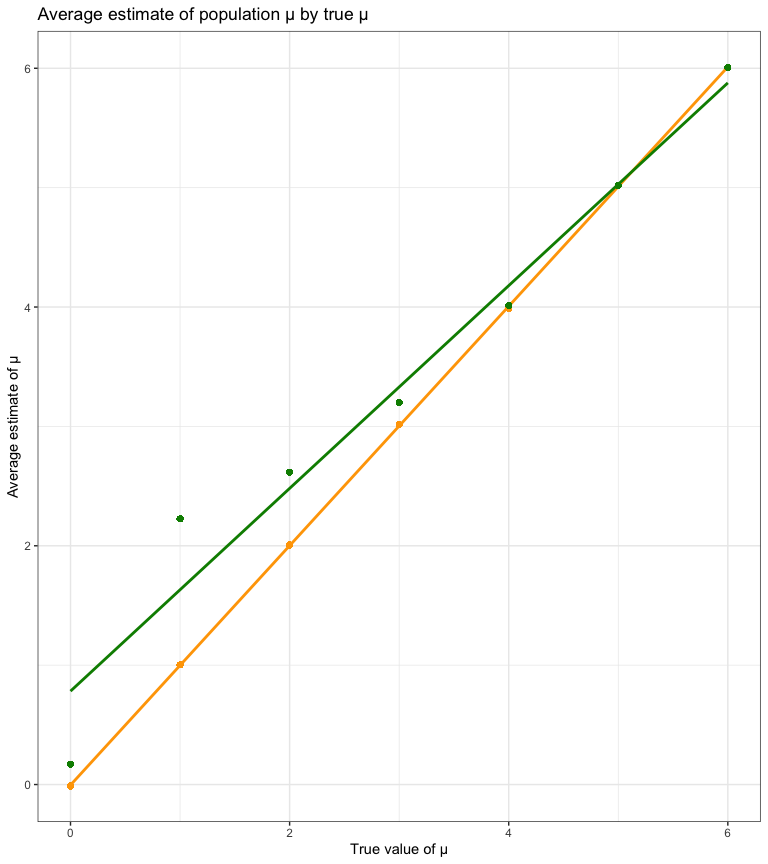 Average estimate of population μ by true μ
Average estimate of μ
6
4
2
0
0 2 4 6
True value of μ